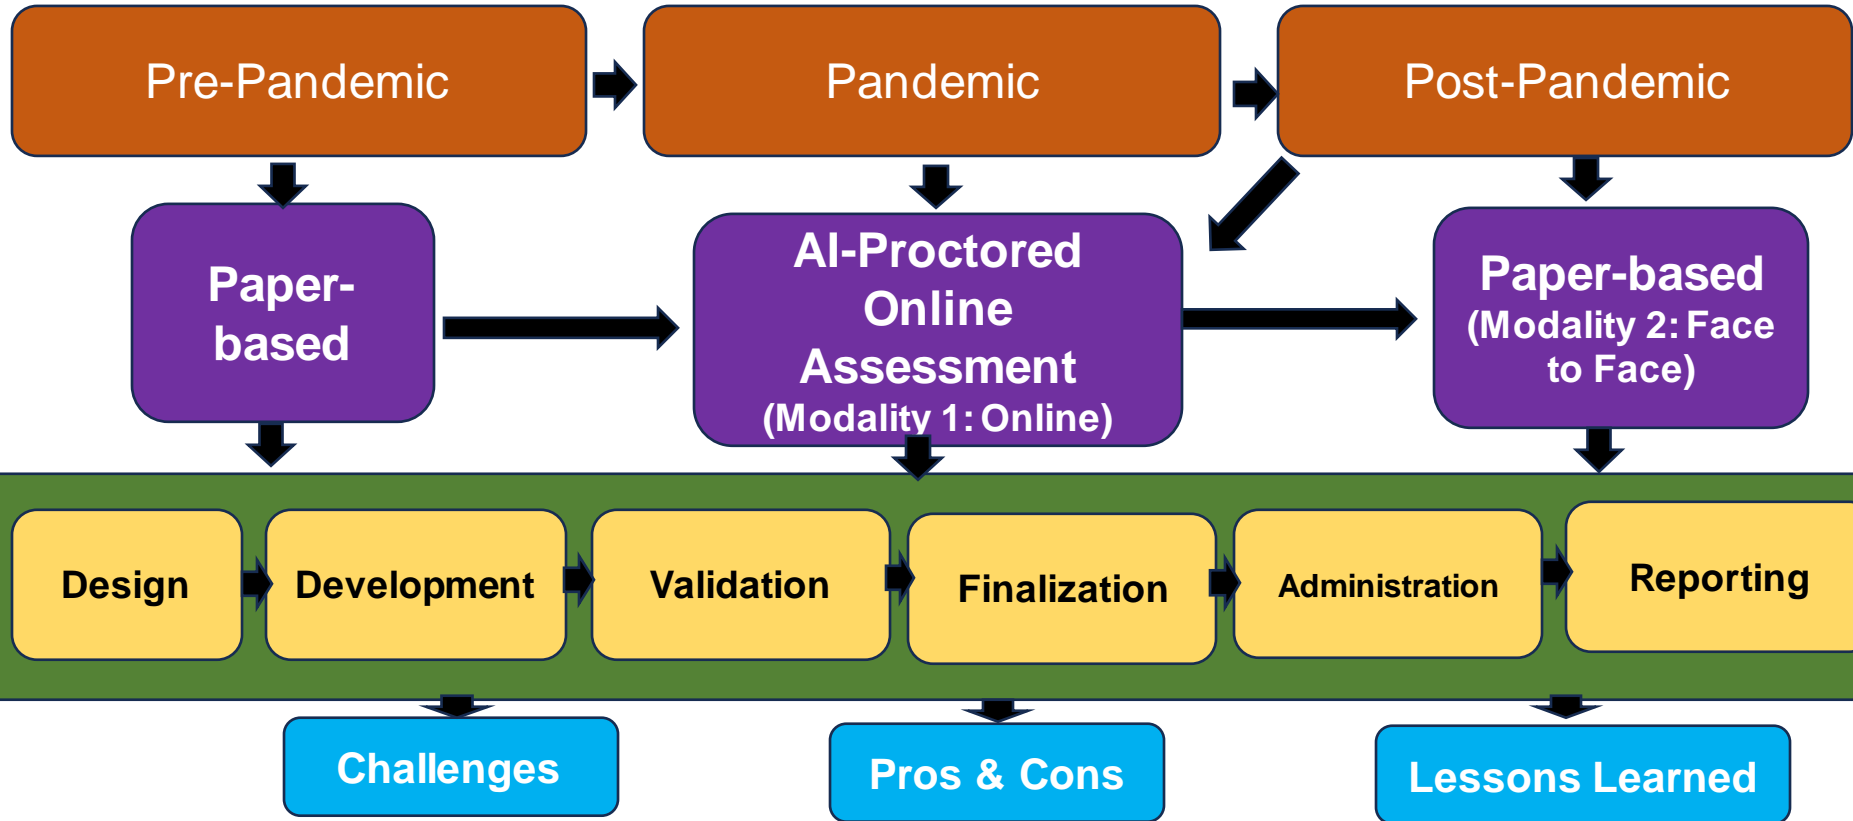 Pre-Pandemic
Pandemic
Post-Pandemic
Paper-
based
AI-Proctored
Online
Assessment
(Modality 1: Online)
Paper-based
(Modality 2: Face
to Face)
Design
Development
Validation
Finalization
Administration
Reporting
Challenges
Pros & Cons
Lessons Learned